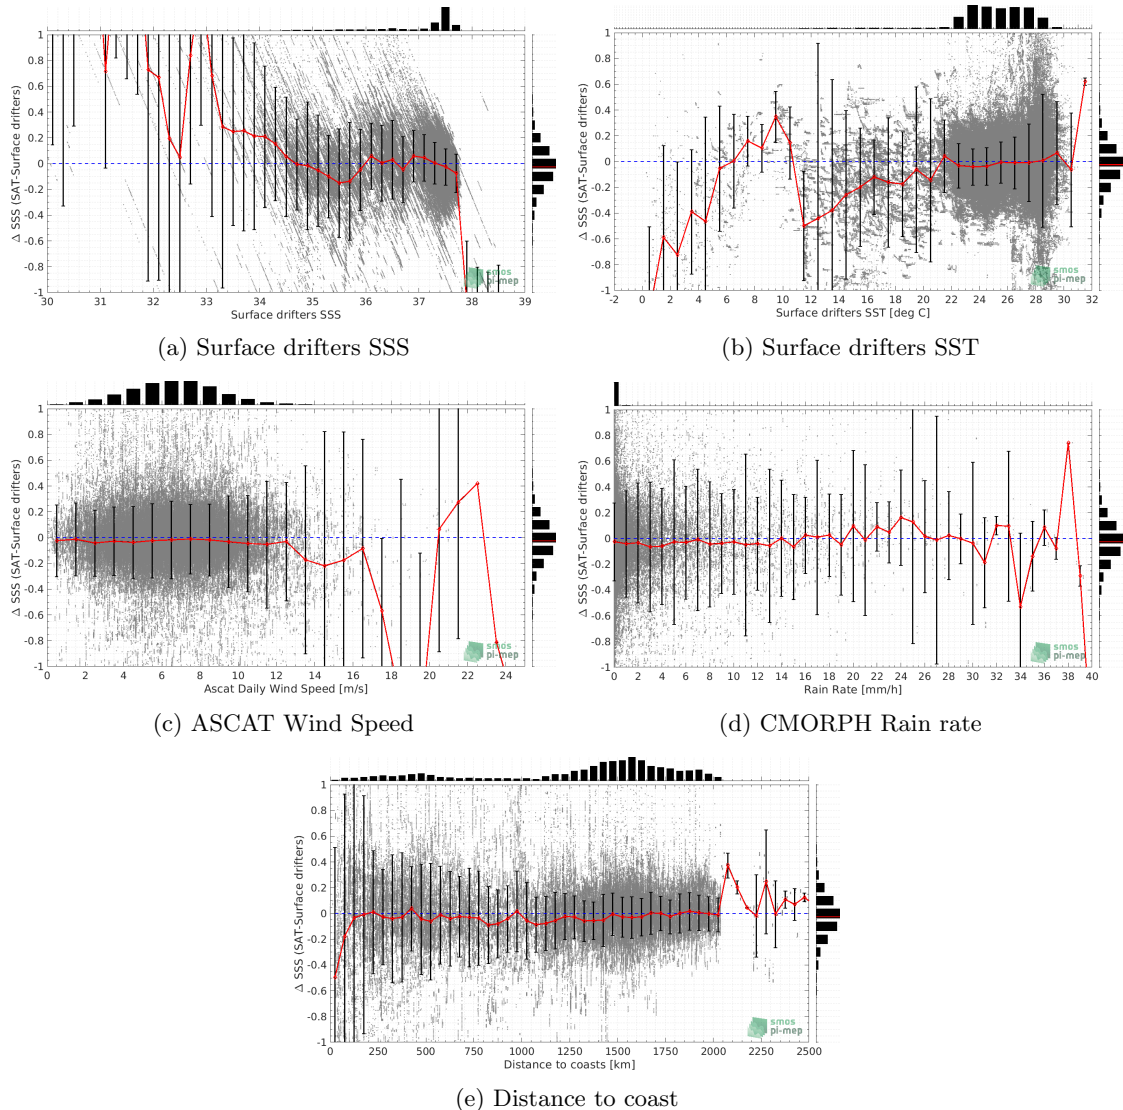 1
0.8
0.6
0.4
0.2
0
-0.2
-0.4
-0.6
-0.8
-1
Δ SSS (SAT-Surface drifters)
30 31 32 33 34 35 36 37 38 39
Surface drifters SSS
smos
pi-mep
(a) Surface drifters SSS
1
0.8
0.6
0.4
0.2
0
-0.2
-0.4
-0.6
-0.8
-1
Δ SSS (SAT-Surface drifters)
-2 0 2 4 6 8 10 12 14 16 18 20 22 24 26 28 30 32
Surface drifters SST [deg C]
smos
pi-mep
(b) Surface drifters SST
1
0.8
0.6
0.4
0.2
0
-0.2
-0.4
-0.6
-0.8
-1
Δ SSS (SAT-Surface drifters)
0 2 4 6 8 10 12 14 16 18 20 22 24
Ascat Daily Wind Speed [m/s]
smos
pi-mep
(c) ASCAT Wind Speed
1
0.8
0.6
0.4
0.2
0
-0.2
-0.4
-0.6
-0.8
-1
Δ SSS (SAT-Surface drifters)
0 2 4 6 8 10 12 14 16 18 20 22 24 26 28 30 32 34 36 38 40
Rain Rate [mm/h]
smos
pi-mep
(d) CMORPH Rain rate
1
0.8
0.6
0.4
0.2
0
-0.2
-0.4
-0.6
-0.8
-1
Δ SSS (SAT-Surface drifters)
0 250 500 750 1000 1250 1500 1750 2000 2250 2500
Distance to coasts [km]
smos
pi-mep
(e) Distance to coast